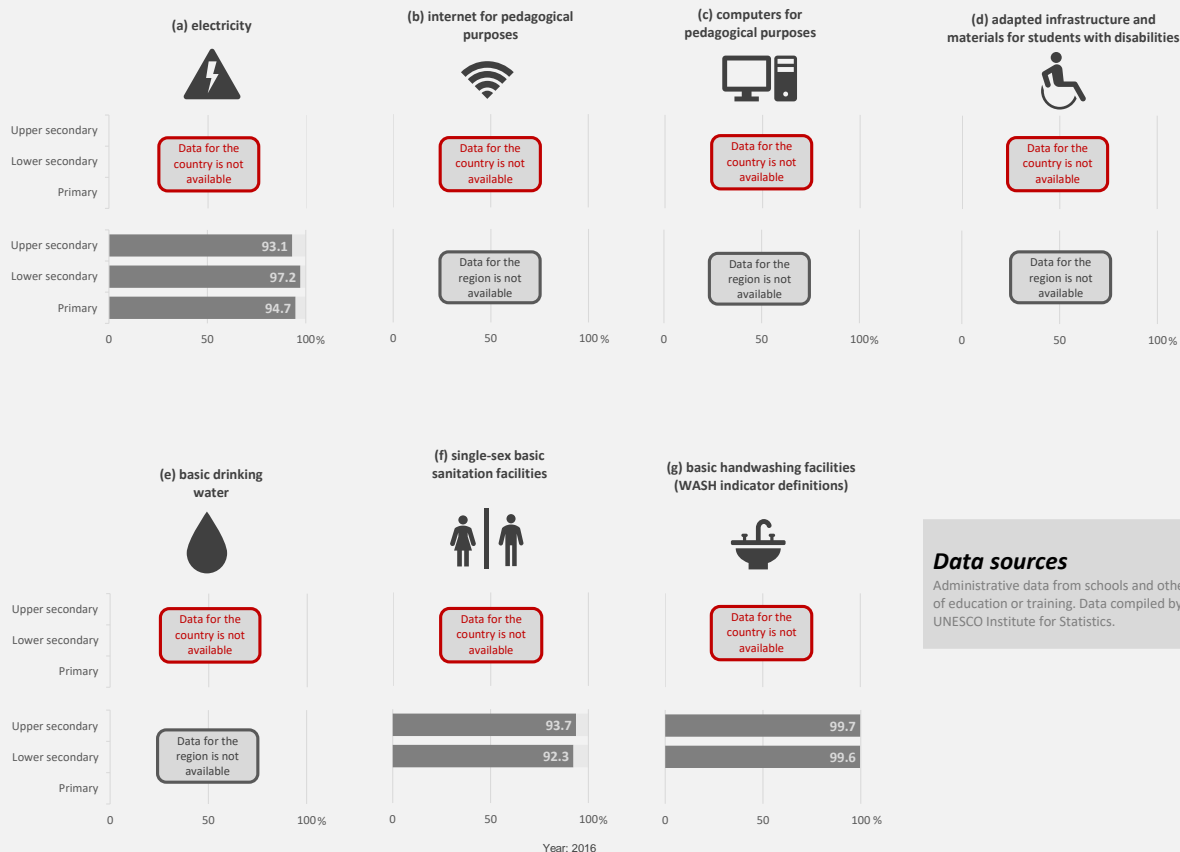 (a) electricity
(b) internet for pedagogical
purposes
(c) computers for
pedagogical purposes
(d) adapted infrastructure and
materials for students with disabilities
Upper secondary
Lower secondary
Primary
Data for the
country is not
available
Data for the
country is not
available
Data for the
country is not
available
Data for the
country is not
available
Upper secondary
Lower secondary
Primary
93.1
97.2
94.7
Data for the
region is not
available
Data for the
region is not
available
Data for the
region is not
available
0 50 100%
0 50 100%
0 50 100%
0 50 100%
(e) basic drinking
water
(f) single-sex basic
sanitation facilities
(g) basic handwashing facilities
(WASH indicator definitions)
Upper secondary
Lower secondary
Primary
Data for the
country is not
available
Data for the
country is not
available
Data for the
country is not
available
Data sources
Administrative data from schools and othe
of education or training. Data compiled by
UNESCO Institute for Statistics.
Upper secondary
Lower secondary
Primary
Data for the
region is not
available
93.7
92.3
99.7
99.6
0 50 100%
0 50 100%
0 50 100%
Year: 2016